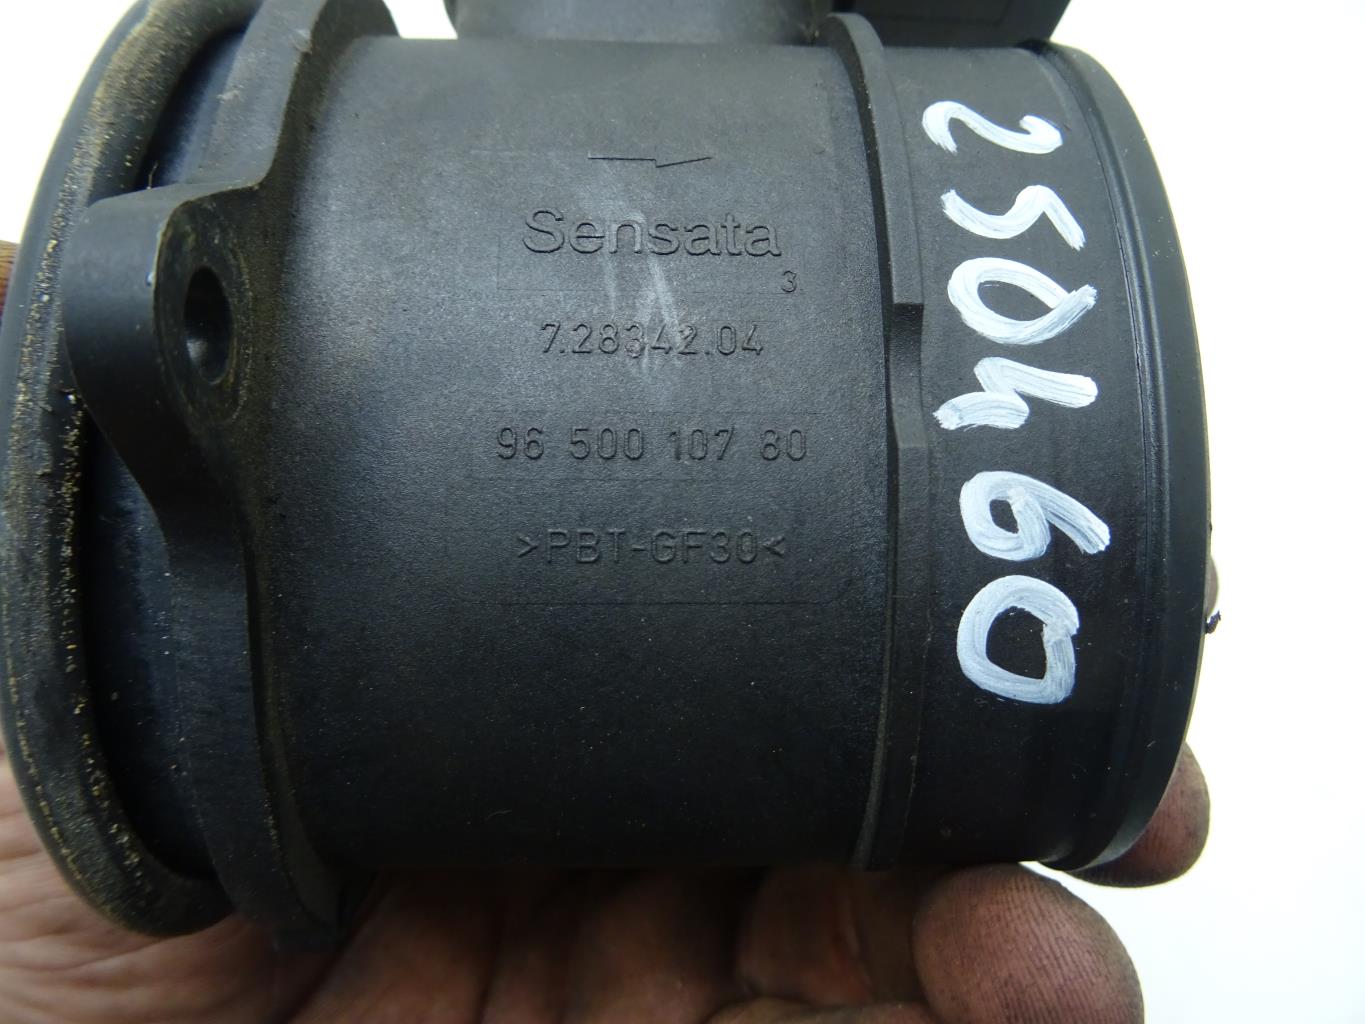 Sensata
3
7.28342.04
96 500 107 80
>PBT-GF30<
250460